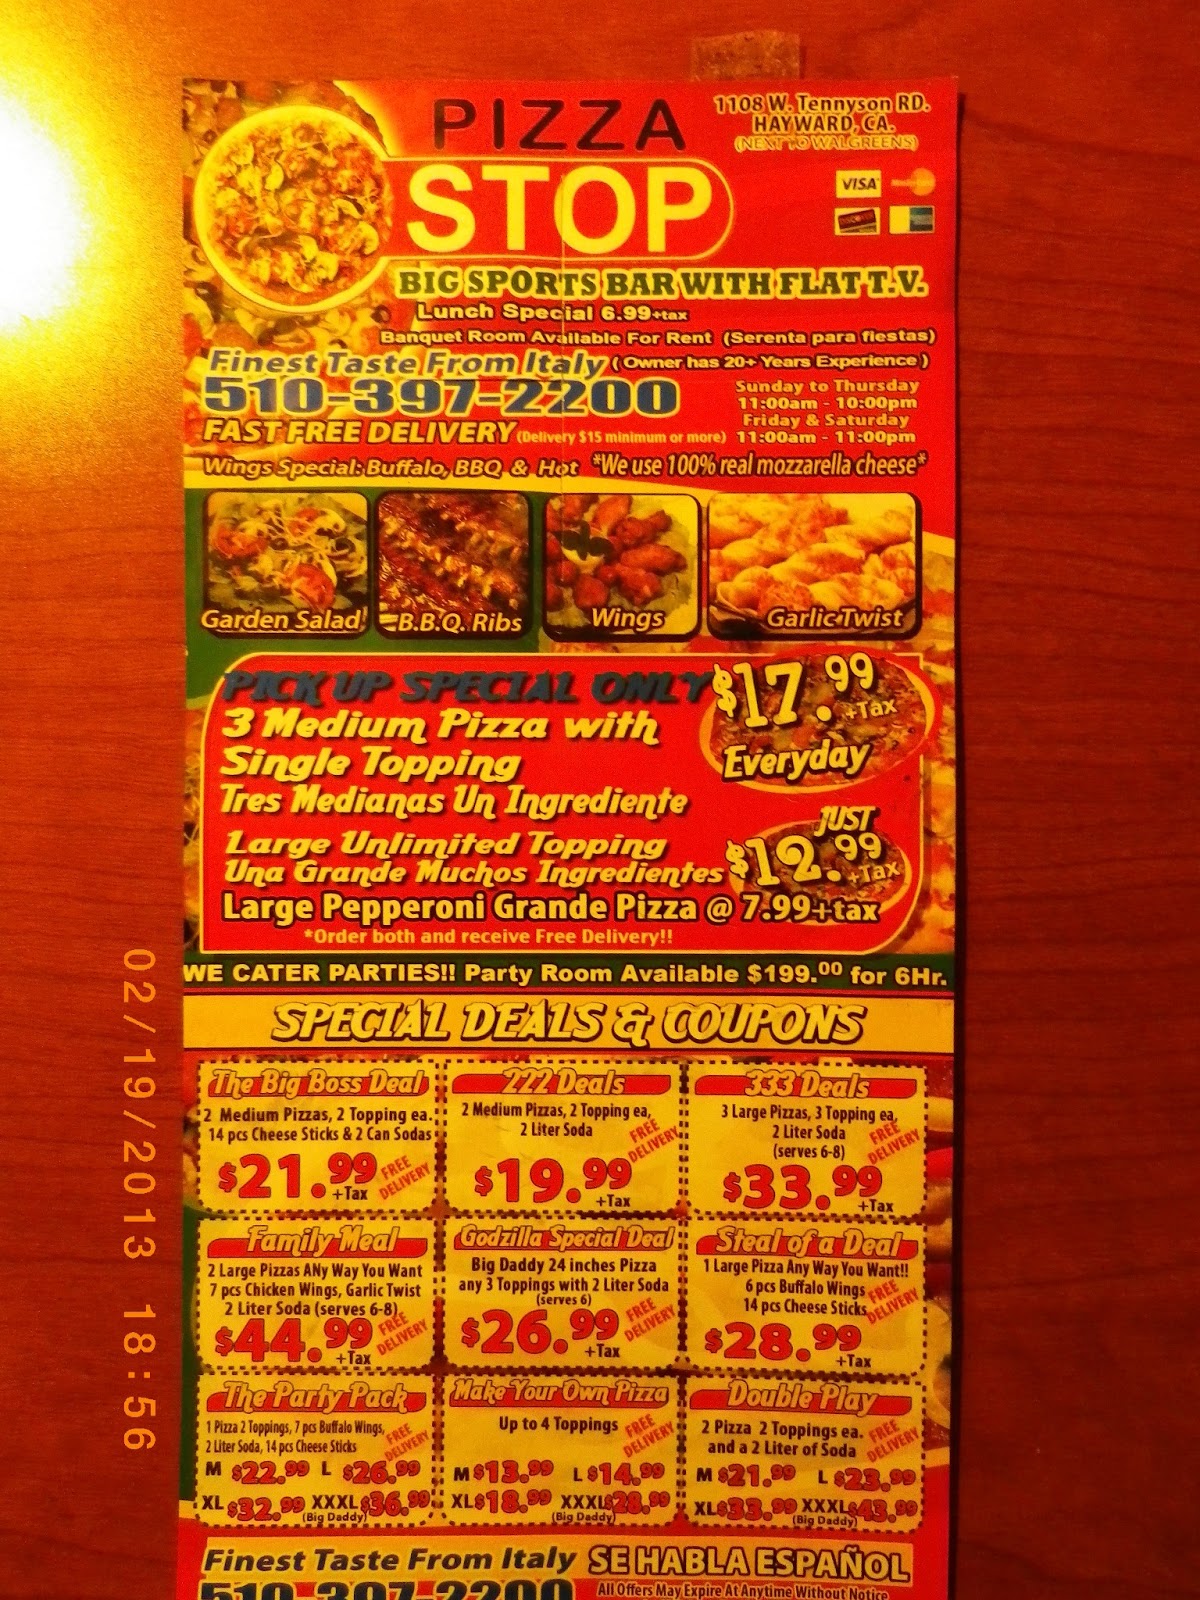 PIZZA
STOP
1108 W. Tennyson RD.
HAYWARD, CA.
(NEXT TO WALGREENS)
VISA
MasterCard
DISCOVER
BIG SPORTS BAR WITH FLAT T.V.
Lunch Special 6.99+tax
Banquet Room Available For Rent (Serenta para fiestas)
Finest Taste From Italy (Owner has 20+ Years Experience)
510-397-2200
Sunday to Thursday
11:00am - 10:00pm
Friday & Saturday
11:00am - 11:00pm
FAST FREE DELIVERY (Delivery $15 minimum or more)
Wings Special: Buffalo, BBQ & Hot *We use 100% real mozzarella cheese*
Garden Salad
B.B.Q. Ribs
Wings
Garlic Twist
PICK UP SPECIAL ONLY
3 Medium Pizza with
Single Topping
Tres Medianas Un Ingrediente
$17.99 +Tax
Everyday
Large Unlimited Topping
Una Grande Muchos Ingredientes
JUST
$12.99 +Tax
Large Pepperoni Grande Pizza @ 7.99+tax
*Order both and receive Free Delivery!!
WE CATER PARTIES!! Party Room Available $199.00 for 6Hr.
SPECIAL DEALS & COUPONS
The Big Boss Deal
2 Medium Pizzas, 2 Topping ea.
14 pcs Cheese Sticks & 2 Can Sodas
$21.99 +Tax
FREE DELIVERY
222 Deals
2 Medium Pizzas, 2 Topping ea,
2 Liter Soda
FREE DELIVERY
$19.99 +Tax
333 Deals
3 Large Pizzas, 3 Topping ea,
2 Liter Soda
(serves 6-8)
FREE DELIVERY
$33.99 +Tax
Family Meal
2 Large Pizzas ANy Way You Want
7 pcs Chicken Wings, Garlic Twist
2 Liter Soda (serves 6-8)
$44.99 +Tax
FREE DELIVERY
Godzilla Special Deal
Big Daddy 24 inches Pizza
any 3 Toppings with 2 Liter Soda
(serves 6)
$26.99 +Tax
FREE DELIVERY
Steal of a Deal
1 Large Pizza Any Way You Want!!
6 pcs Buffalo Wings
14 pcs Cheese Sticks
FREE DELIVERY
$28.99 +Tax
The Party Pack
1 Pizza 2 Toppings, 7 pcs Buffalo Wings,
2 Liter Soda, 14 pcs Cheese Sticks
FREE DELIVERY
M $22.99 L $26.99
XL $32.99 XXXL $36.99
(Big Daddy)
Make Your Own Pizza
Up to 4 Toppings
FREE DELIVERY
M $13.99 L $14.99
XL $18.99 XXXL $28.99
(Big Daddy)
Double Play
2 Pizza 2 Toppings ea.
and a 2 Liter of Soda
FREE DELIVERY
M $21.99 L $23.99
XL $33.99 XXXL $43.99
(Big Daddy)
Finest Taste From Italy
510-397-2200
SE HABLA ESPAÑOL
All Offers May Expire At Anytime Without Notice
02/19/2013 18:56